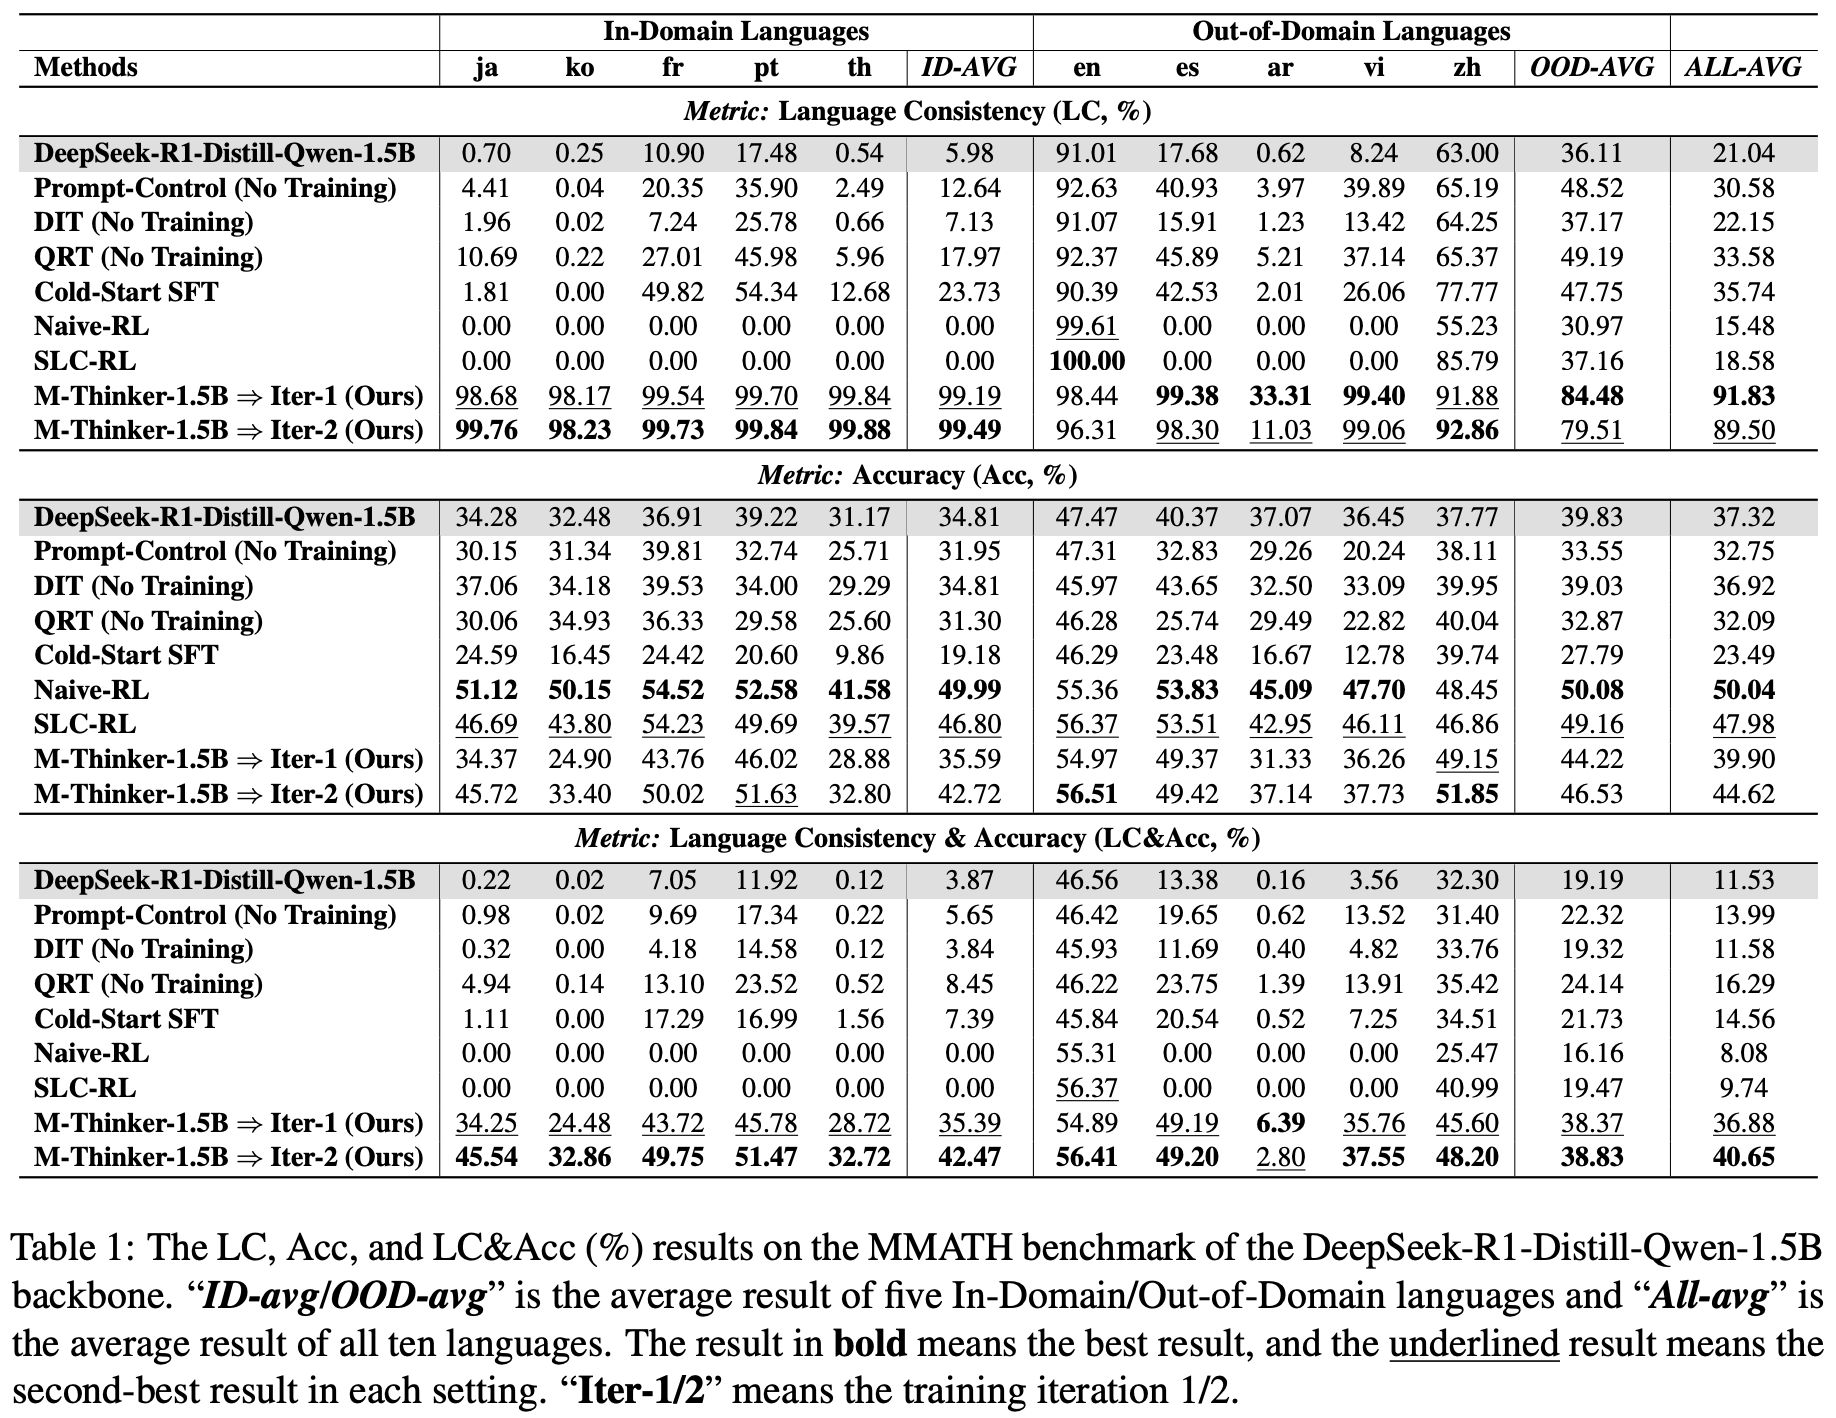 In-Domain Languages Out-of-Domain Languages
Methods ja ko fr pt th ID-AVG en es ar vi zh OOD-AVG ALL-AVG
Metric: Language Consistency (LC, %)
DeepSeek-R1-Distill-Qwen-1.5B 0.70 0.25 10.90 17.48 0.54 5.98 91.01 17.68 0.62 8.24 63.00 36.11 21.04
Prompt-Control (No Training) 4.41 0.04 20.35 35.90 2.49 12.64 92.63 40.93 3.97 39.89 65.19 48.52 30.58
DIT (No Training) 1.96 0.02 7.24 25.78 0.66 7.13 91.07 15.91 1.23 13.42 64.25 37.17 22.15
QRT (No Training) 10.69 0.22 27.01 45.98 5.96 17.97 92.37 45.89 5.21 37.14 65.37 49.19 33.58
Cold-Start SFT 1.81 0.00 49.82 54.34 12.68 23.73 90.39 42.53 2.01 26.06 77.77 47.75 35.74
Naive-RL 0.00 0.00 0.00 0.00 0.00 0.00 99.61 0.00 0.00 0.00 55.23 30.97 15.48
SLC-RL 0.00 0.00 0.00 0.00 0.00 0.00 100.00 0.00 0.00 0.00 85.79 37.16 18.58
M-Thinker-1.5B ⇒ Iter-1 (Ours) 98.68 98.17 99.54 99.70 99.84 99.19 98.44 99.38 33.31 99.40 91.88 84.48 91.83
M-Thinker-1.5B ⇒ Iter-2 (Ours) 99.76 98.23 99.73 99.84 99.88 99.49 96.31 98.30 11.03 99.06 92.86 79.51 89.50
Metric: Accuracy (Acc, %)
DeepSeek-R1-Distill-Qwen-1.5B 34.28 32.48 36.91 39.22 31.17 34.81 47.47 40.37 37.07 36.45 37.77 39.83 37.32
Prompt-Control (No Training) 30.15 31.34 39.81 32.74 25.71 31.95 47.31 32.83 29.26 20.24 38.11 33.55 32.75
DIT (No Training) 37.06 34.18 39.53 34.00 29.29 34.81 45.97 43.65 32.50 33.09 39.95 39.03 36.92
QRT (No Training) 30.06 34.93 36.33 29.58 25.60 31.30 46.28 25.74 29.49 22.82 40.04 32.87 32.09
Cold-Start SFT 24.59 16.45 24.42 20.60 9.86 19.18 46.29 23.48 16.67 12.78 39.74 27.79 23.49
Naive-RL 51.12 50.15 54.52 52.58 41.58 49.99 55.36 53.83 45.09 47.70 48.45 50.08 50.04
SLC-RL 46.69 43.80 54.23 49.69 39.57 46.80 56.37 53.51 42.95 46.11 46.86 49.16 47.98
M-Thinker-1.5B ⇒ Iter-1 (Ours) 34.37 24.90 43.76 46.02 28.88 35.59 54.97 49.37 31.33 36.26 49.15 44.22 39.90
M-Thinker-1.5B ⇒ Iter-2 (Ours) 45.72 33.40 50.02 51.63 32.80 42.72 56.51 49.42 37.14 37.73 51.85 46.53 44.62
Metric: Language Consistency & Accuracy (LC&Acc, %)
DeepSeek-R1-Distill-Qwen-1.5B 0.22 0.02 7.05 11.92 0.12 3.87 46.56 13.38 0.16 3.56 32.30 19.19 11.53
Prompt-Control (No Training) 0.98 0.02 9.69 17.34 0.22 5.65 46.42 19.65 0.62 13.52 31.40 22.32 13.99
DIT (No Training) 0.32 0.00 4.18 14.58 0.12 3.84 45.93 11.69 0.40 4.82 33.76 19.32 11.58
QRT (No Training) 4.94 0.14 13.10 23.52 0.52 8.45 46.22 23.75 1.39 13.91 35.42 24.14 16.29
Cold-Start SFT 1.11 0.00 17.29 16.99 1.56 7.39 45.84 20.54 0.52 7.25 34.51 21.73 14.56
Naive-RL 0.00 0.00 0.00 0.00 0.00 0.00 55.31 0.00 0.00 0.00 25.47 16.16 8.08
SLC-RL 0.00 0.00 0.00 0.00 0.00 0.00 56.37 0.00 0.00 0.00 40.99 19.47 9.74
M-Thinker-1.5B ⇒ Iter-1 (Ours) 34.25 24.48 43.72 45.78 28.72 35.39 54.89 49.19 6.39 35.76 45.60 38.37 36.88
M-Thinker-1.5B ⇒ Iter-2 (Ours) 45.54 32.86 49.75 51.47 32.72 42.47 56.41 49.20 2.80 37.55 48.20 38.83 40.65
Table 1: The LC, Acc, and LC&Acc (%) results on the MMATH benchmark of the DeepSeek-R1-Distill-Qwen-1.5B
backbone. “ID-avg/OOD-avg” is the average result of five In-Domain/Out-of-Domain languages and “All-avg” is
the average result of all ten languages. The result in bold means the best result, and the underlined result means the
second-best result in each setting. “Iter-1/2” means the training iteration 1/2.